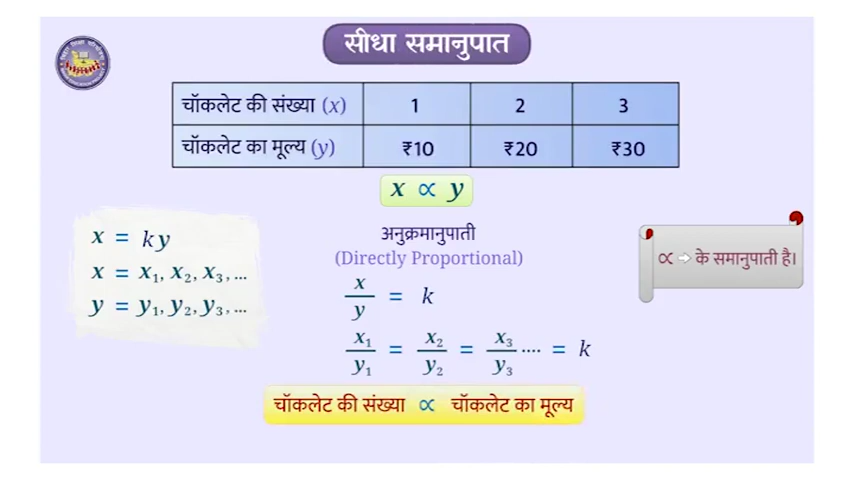 सीधा समानुपात
चॉकलेट की संख्या (x) 1 2 3
चॉकलेट का मूल्य (y) ₹10 ₹20 ₹30
x ∝ y
अनुक्रमानुपाती
(Directly Proportional)
x = ky
x = x₁, x₂, x₃, ...
y = y₁, y₂, y₃, ...
x/y = k
x₁/y₁ = x₂/y₂ = x₃/y₃ .... = k
∝ ⇨ के समानुपाती है।
चॉकलेट की संख्या ∝ चॉकलेट का मूल्य